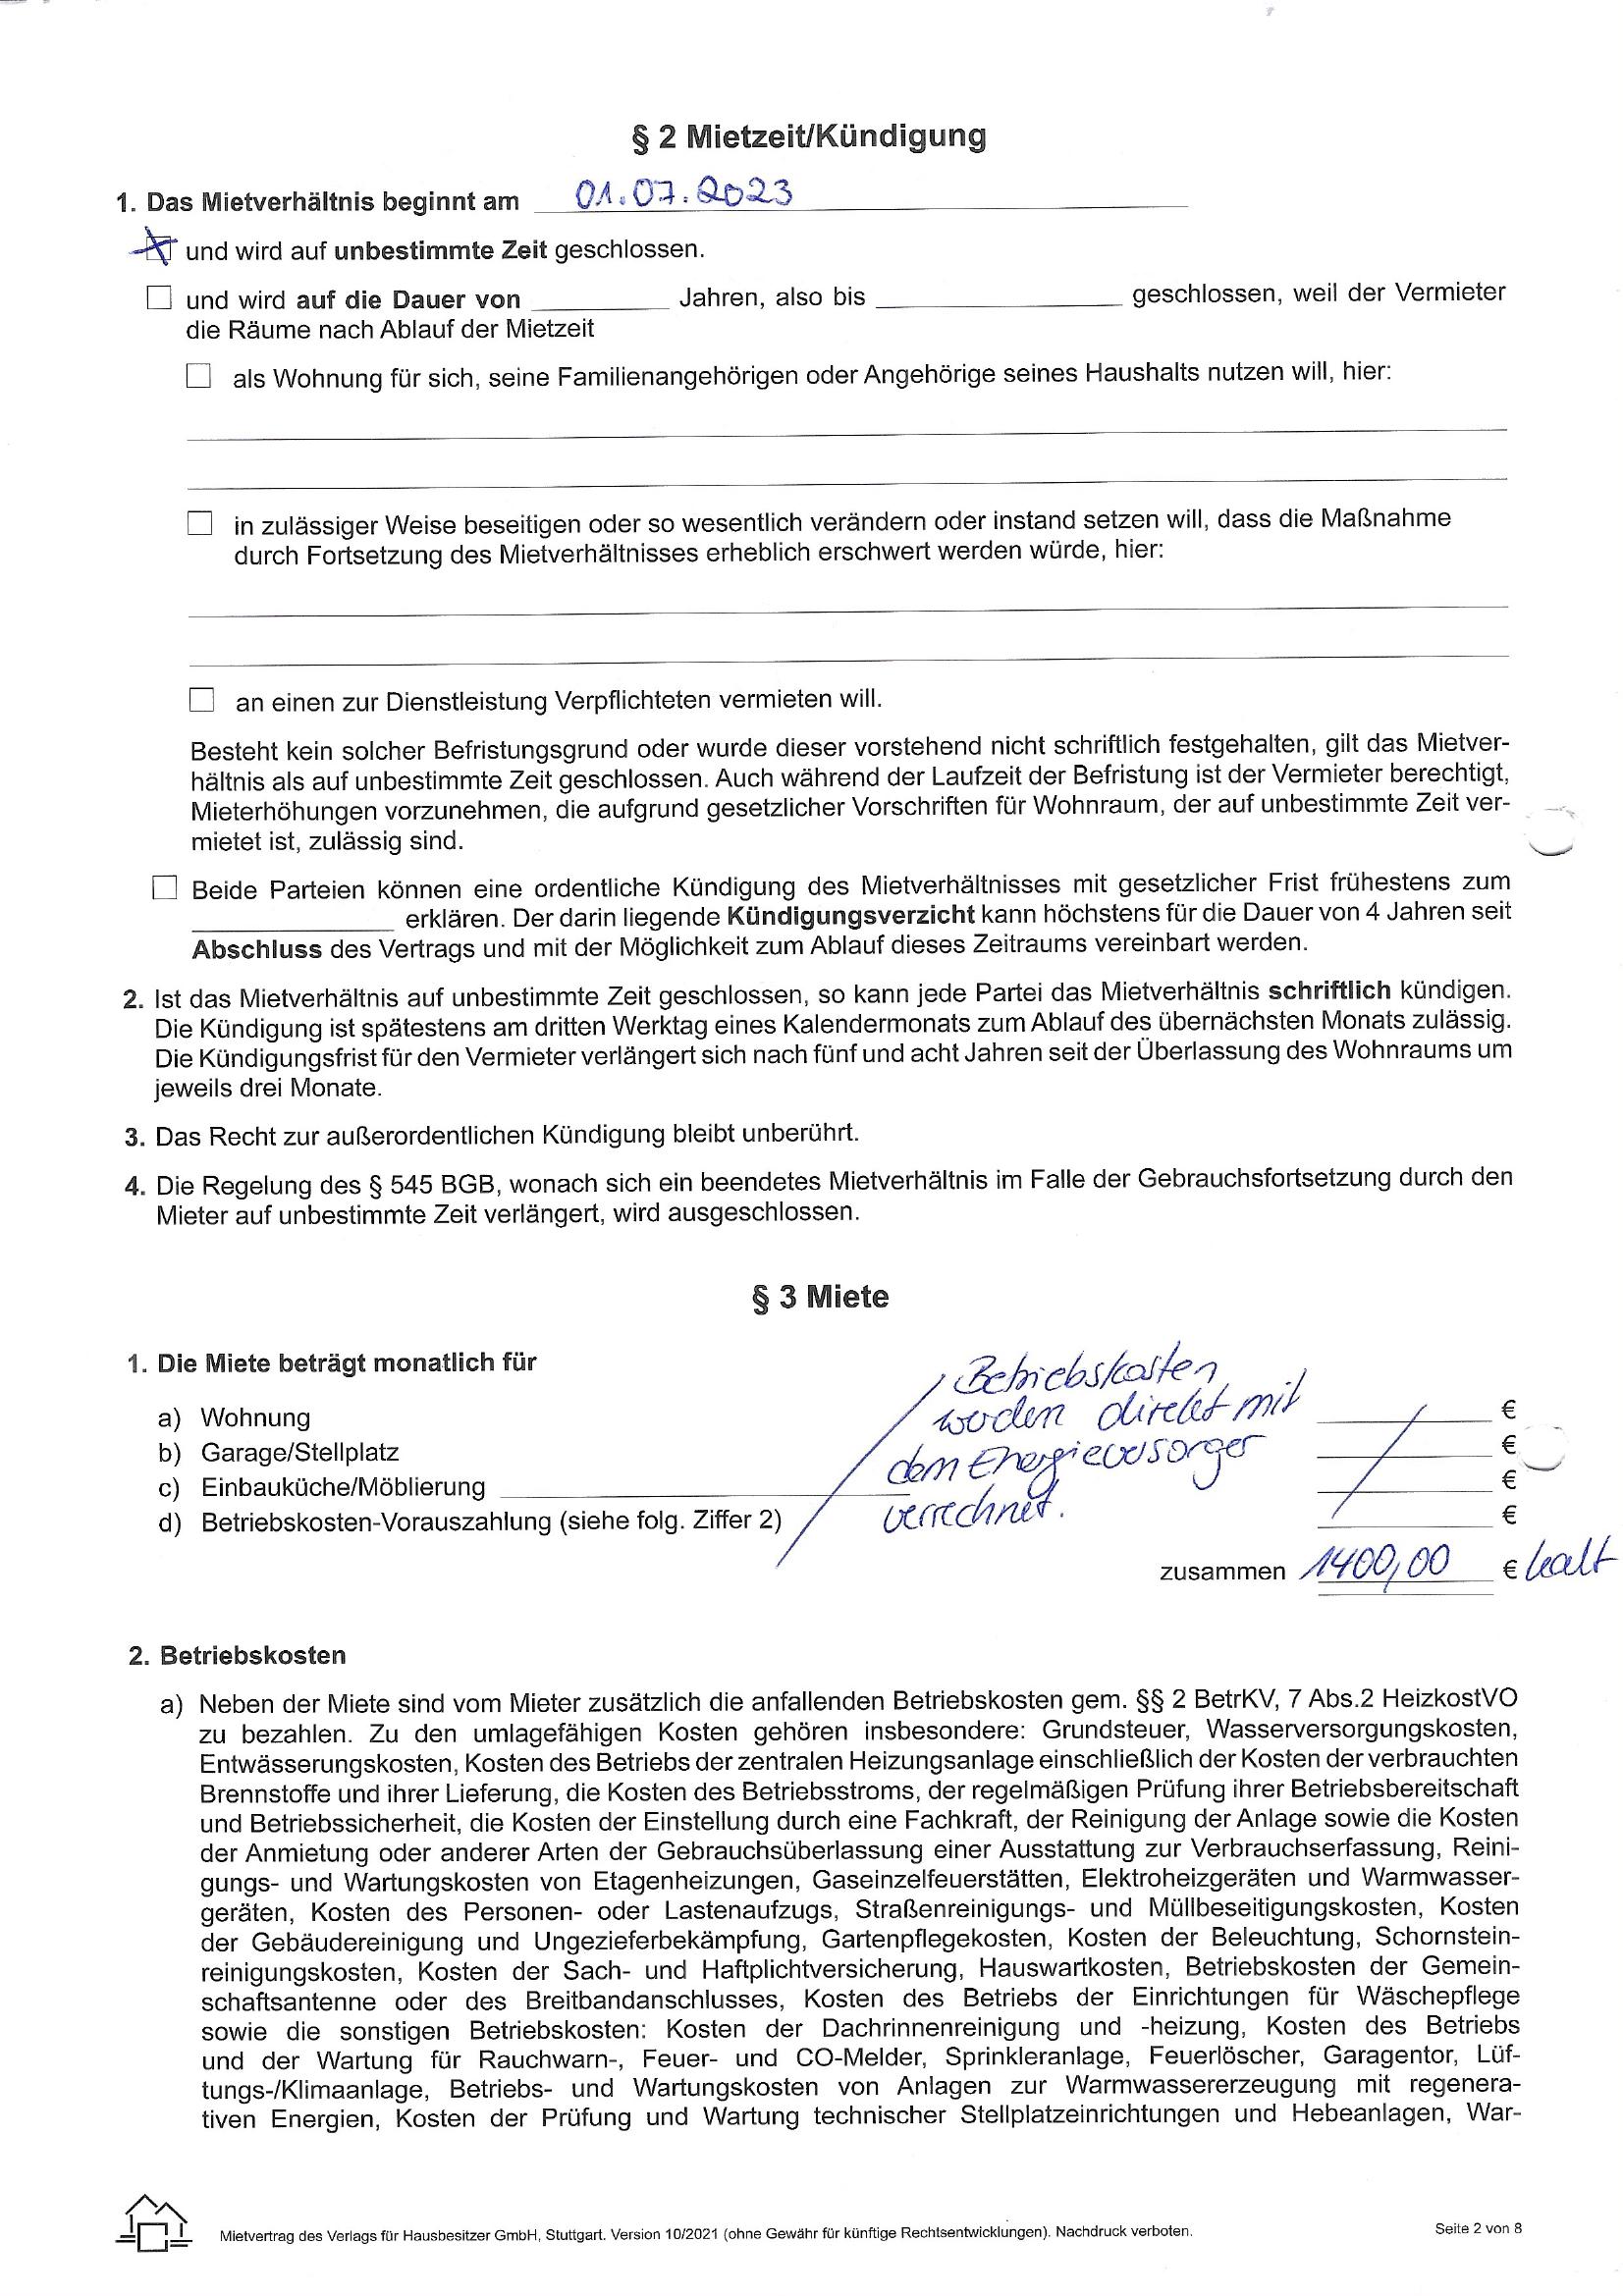 § 2 Mietzeit/Kündigung
1. Das Mietverhältnis beginnt am 01.07.2023
und wird auf unbestimmte Zeit geschlossen.
und wird auf die Dauer von ________ Jahren, also bis ________ geschlossen, weil der Vermieter
die Räume nach Ablauf der Mietzeit
als Wohnung für sich, seine Familienangehörigen oder Angehörige seines Haushalts nutzen will, hier:
in zulässiger Weise beseitigen oder so wesentlich verändern oder instand setzen will, dass die Maßnahme
durch Fortsetzung des Mietverhältnisses erheblich erschwert werden würde, hier:
an einen zur Dienstleistung Verpflichteten vermieten will.
Besteht kein solcher Befristungsgrund oder wurde dieser vorstehend nicht schriftlich festgehalten, gilt das Mietver-
hältnis als auf unbestimmte Zeit geschlossen. Auch während der Laufzeit der Befristung ist der Vermieter berechtigt,
Mieterhöhungen vorzunehmen, die aufgrund gesetzlicher Vorschriften für Wohnraum, der auf unbestimmte Zeit ver-
mietet ist, zulässig sind.
Beide Parteien können eine ordentliche Kündigung des Mietverhältnisses mit gesetzlicher Frist frühestens zum
________ erklären. Der darin liegende Kündigungsverzicht kann höchstens für die Dauer von 4 Jahren seit
Abschluss des Vertrags und mit der Möglichkeit zum Ablauf dieses Zeitraums vereinbart werden.
2. Ist das Mietverhältnis auf unbestimmte Zeit geschlossen, so kann jede Partei das Mietverhältnis schriftlich kündigen.
Die Kündigung ist spätestens am dritten Werktag eines Kalendermonats zum Ablauf des übernächsten Monats zulässig.
Die Kündigungsfrist für den Vermieter verlängert sich nach fünf und acht Jahren seit der Überlassung des Wohnraums um
jeweils drei Monate.
3. Das Recht zur außerordentlichen Kündigung bleibt unberührt.
4. Die Regelung des § 545 BGB, wonach sich ein beendetes Mietverhältnis im Falle der Gebrauchsfortsetzung durch den
Mieter auf unbestimmte Zeit verlängert, wird ausgeschlossen.
§ 3 Miete
1. Die Miete beträgt monatlich für
Betriebskosten
werden direkt mit
dem Energieversorger
verrechnet.
a) Wohnung €
b) Garage/Stellplatz €
c) Einbauküche/Möblierung €
d) Betriebskosten-Vorauszahlung (siehe folg. Ziffer 2) €
zusammen 1400,00 € kalt
2. Betriebskosten
a) Neben der Miete sind vom Mieter zusätzlich die anfallenden Betriebskosten gem. §§ 2 BetrKV, 7 Abs.2 HeizkostVO
zu bezahlen. Zu den umlagefähigen Kosten gehören insbesondere: Grundsteuer, Wasserversorgungskosten,
Entwässerungskosten, Kosten des Betriebs der zentralen Heizungsanlage einschließlich der Kosten der verbrauchten
Brennstoffe und ihrer Lieferung, die Kosten des Betriebsstroms, der regelmäßigen Prüfung ihrer Betriebsbereitschaft
und Betriebssicherheit, die Kosten der Einstellung durch eine Fachkraft, der Reinigung der Anlage sowie die Kosten
der Anmietung oder anderer Arten der Gebrauchsüberlassung einer Ausstattung zur Verbrauchserfassung, Reini-
gungs- und Wartungskosten von Etagenheizungen, Gaseinzelfeuerstätten, Elektroheizgeräten und Warmwasser-
geräten, Kosten des Personen- oder Lastenaufzugs, Straßenreinigungs- und Müllbeseitigungskosten, Kosten
der Gebäudereinigung und Ungezieferbekämpfung, Gartenpflegekosten, Kosten der Beleuchtung, Schornstein-
reinigungskosten, Kosten der Sach- und Haftplichtversicherung, Hauswartkosten, Betriebskosten der Gemein-
schaftsantenne oder des Breitbandanschlusses, Kosten des Betriebs der Einrichtungen für Wäschepflege
sowie die sonstigen Betriebskosten: Kosten der Dachrinnenreinigung und -heizung, Kosten des Betriebs
und der Wartung für Rauchwarn-, Feuer- und CO-Melder, Sprinkleranlage, Feuerlöscher, Garagentor, Lüf-
tungs-/Klimaanlage, Betriebs- und Wartungskosten von Anlagen zur Warmwassererzeugung mit regenera-
tiven Energien, Kosten der Prüfung und Wartung technischer Stellplatzeinrichtungen und Hebeanlagen, War-
Mietvertrag des Verlags für Hausbesitzer GmbH, Stuttgart. Version 10/2021 (ohne Gewähr für künftige Rechtsentwicklungen). Nachdruck verboten.
Seite 2 von 8